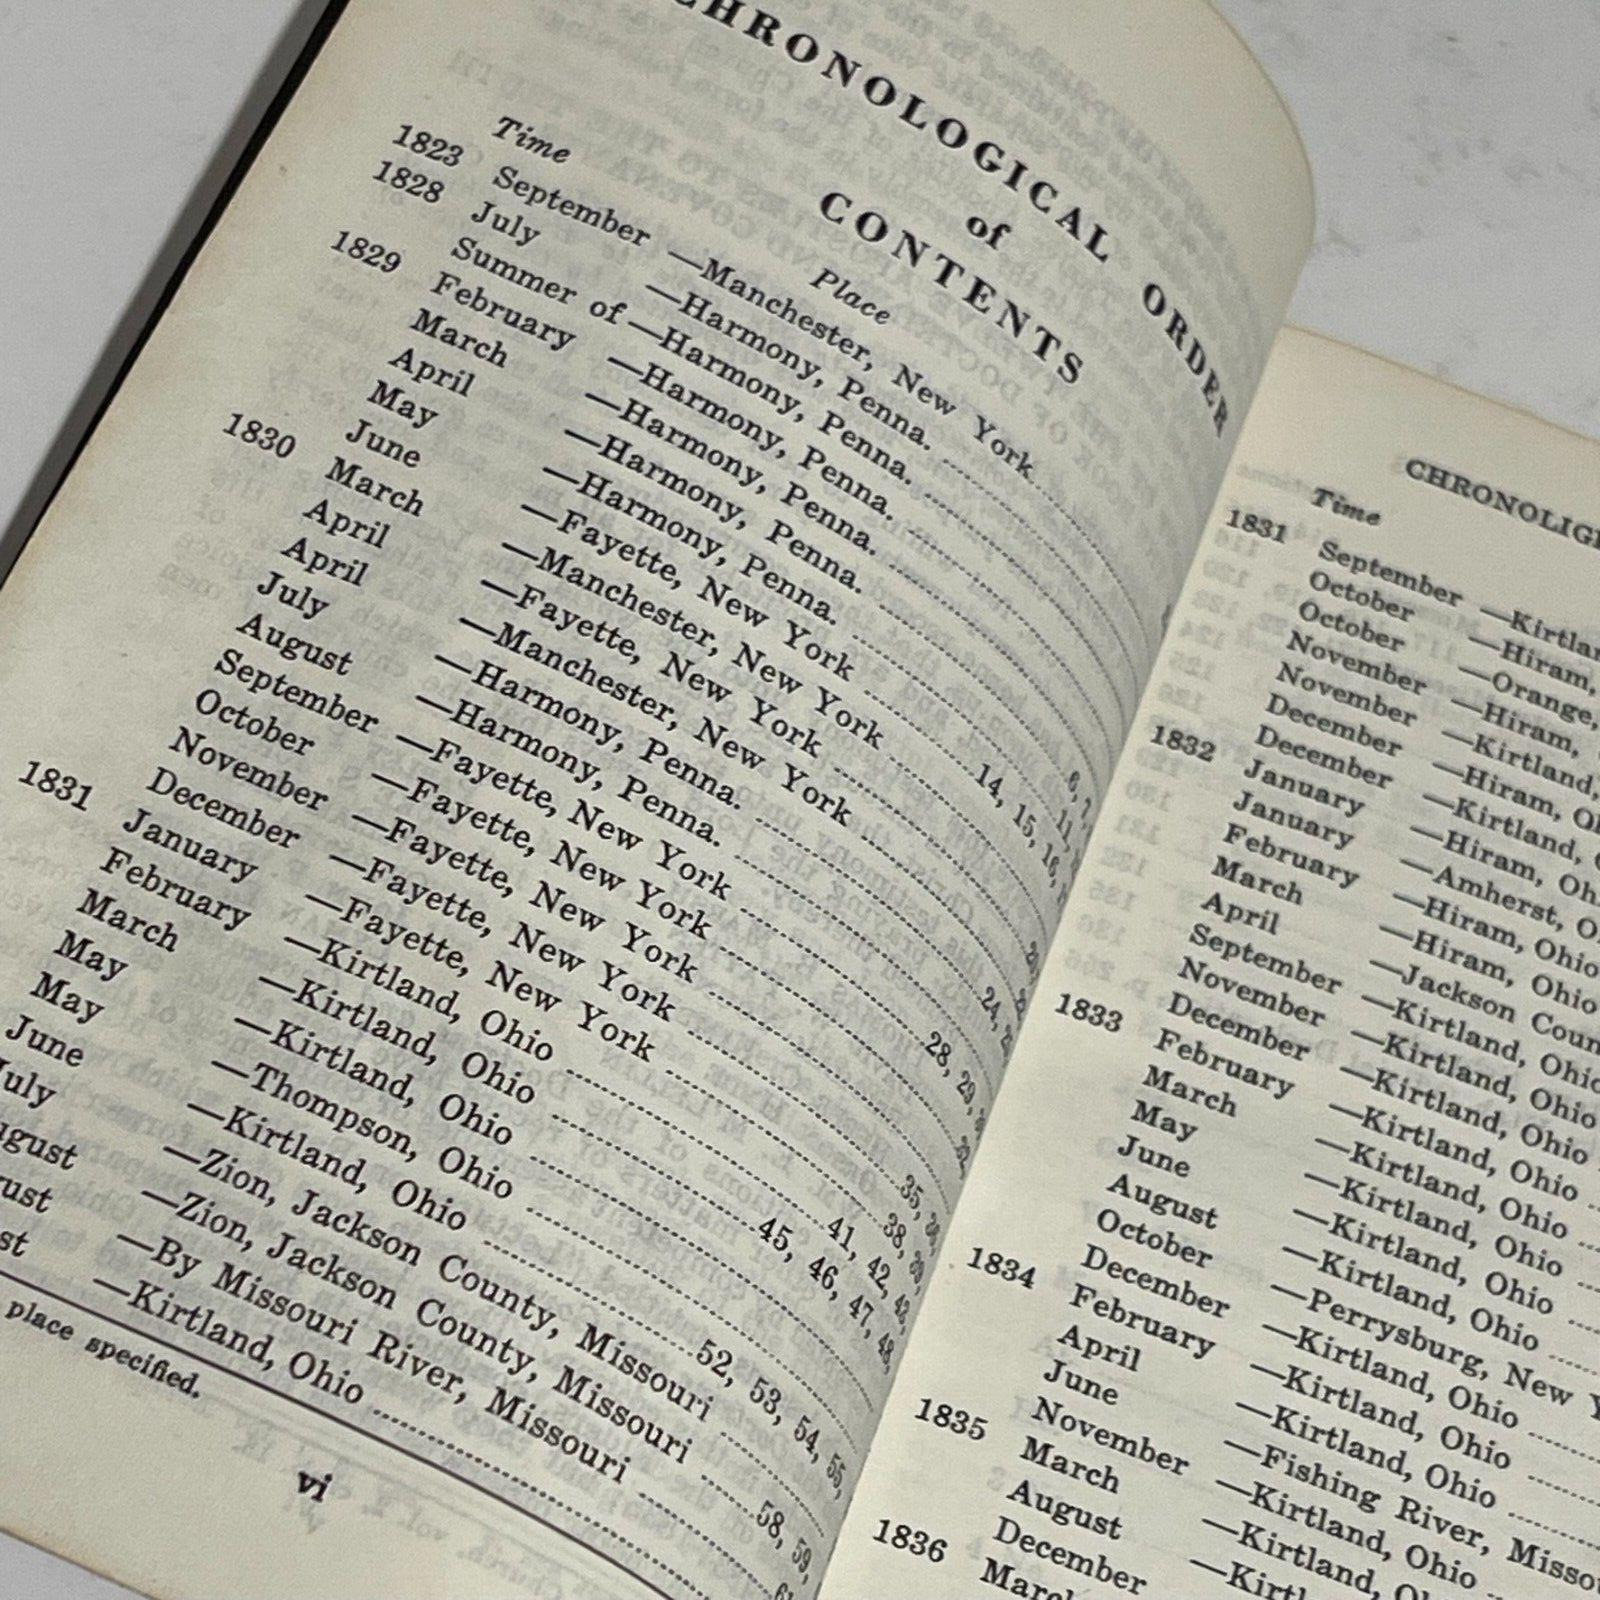 CHRONOLOGICAL ORDER
of
CONTENTS
Time Place
1823 September —Manchester, New York
1828 July —Harmony, Penna.
Summer of —Harmony, Penna.
1829 February —Harmony, Penna.
March —Harmony, Penna.
April —Harmony, Penna. 6, 7,
May —Harmony, Penna. 11,
June —Fayette, New York 14, 15, 16,
1830 March —Manchester, New York
April —Fayette, New York
April —Manchester, New York
July —Harmony, Penna. 24,
August —Harmony, Penna.
September —Fayette, New York 28, 29,
October —Fayette, New York
November —Fayette, New York
December —Fayette, New York 35,
1831 January —Fayette, New York 38,
February —Kirtland, Ohio 41, 42, 43,
March —Kirtland, Ohio 45, 46, 47, 48,
May —Kirtland, Ohio
May —Thompson, Ohio
June —Kirtland, Ohio 52, 53, 54, 55,
July —Zion, Jackson County, Missouri
—Zion, Jackson County, Missouri 58, 59,
—By Missouri River, Missouri
—Kirtland, Ohio
place specified.
vi
Time
1831 September
October —Hiram,
October —Orange,
November —Hiram,
November —Kirtland,
December —Hiram,
December —Kirtland,
1832 January —Hiram,
January —Amherst,
February —Hiram, Ohio
March —Hiram, Ohio
April —Jackson
September —Kirtland, Ohio
November —Kirtland, Ohio
December —Kirtland, Ohio
1833 February —Kirtland, Ohio
March —Kirtland, Ohio
May —Kirtland, Ohio
June —Kirtland, Ohio
August —Kirtland, Ohio
October —Perrysburg, New
December —Kirtland, Ohio
1834 February —Kirtland, Ohio
April —Kirtland, Ohio
June —Fishing River,
November —Kirtland, Ohio
1835 March —Kirtland,
August
December
1836 March